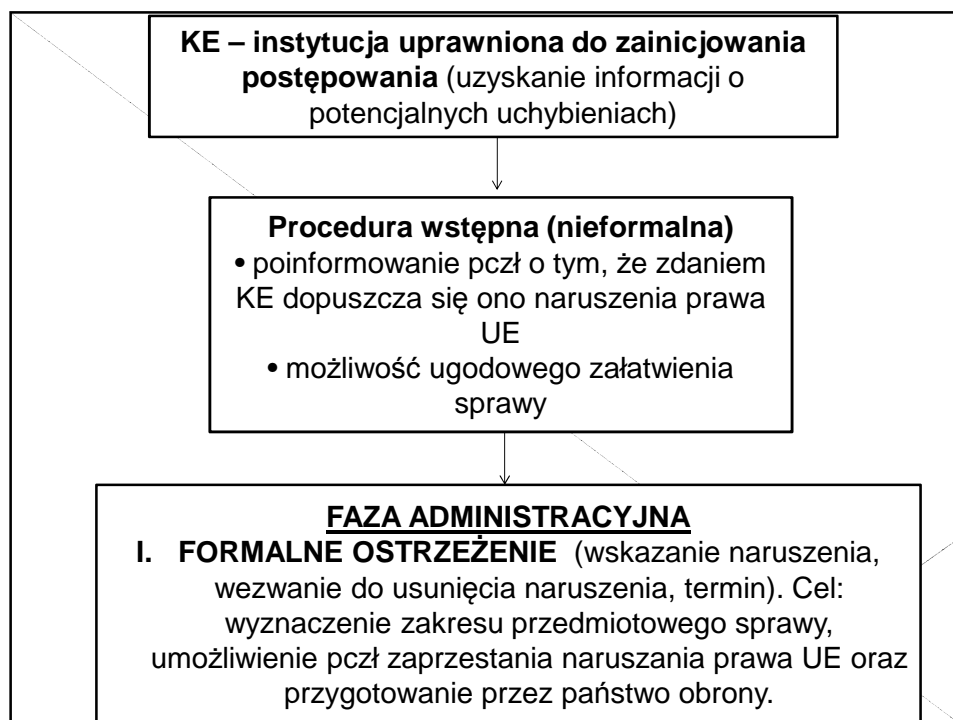 KE – instytucja uprawniona do zainicjowania
postępowania (uzyskanie informacji o
potencjalnych uchybieniach)
Procedura wstępna (nieformalna)
• poinformowanie pczł o tym, że zdaniem
KE dopuszcza się ono naruszenia prawa
UE
• możliwość ugodowego załatwienia
sprawy
FAZA ADMINISTRACYJNA
I. FORMALNE OSTRZEŻENIE (wskazanie naruszenia,
wezwanie do usunięcia naruszenia, termin). Cel:
wyznaczenie zakresu przedmiotowego sprawy,
umożliwienie pczł zaprzestania naruszania prawa UE oraz
przygotowanie przez państwo obrony.